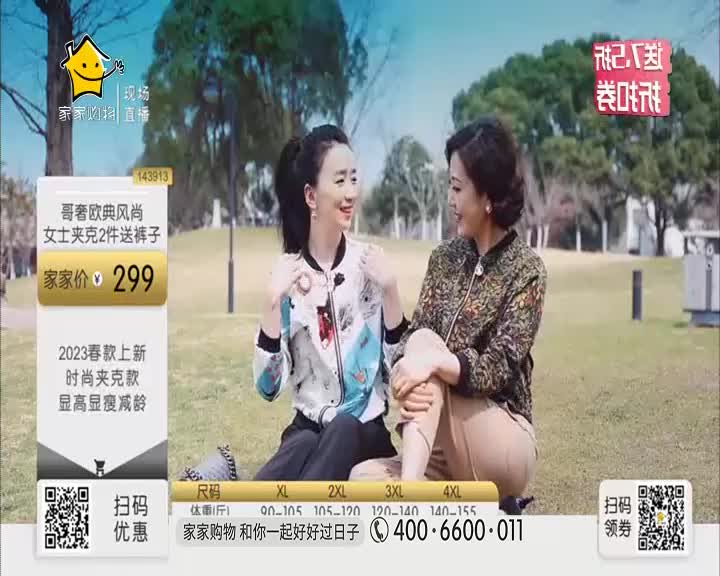 家家购物
现场
直播
送7.5折
折扣券
143913
哥奢欧典风尚
女士夹克2件送裤子
家家价 ¥ 299
2023春款上新
时尚夹克款
显高显瘦减龄
尺码 XL 2XL 3XL 4XL
体重(斤) 90-105 105-120 120-140 140-155
扫码
优惠
家家购物 和你一起好好过日子 400·6600·011
扫码
领券